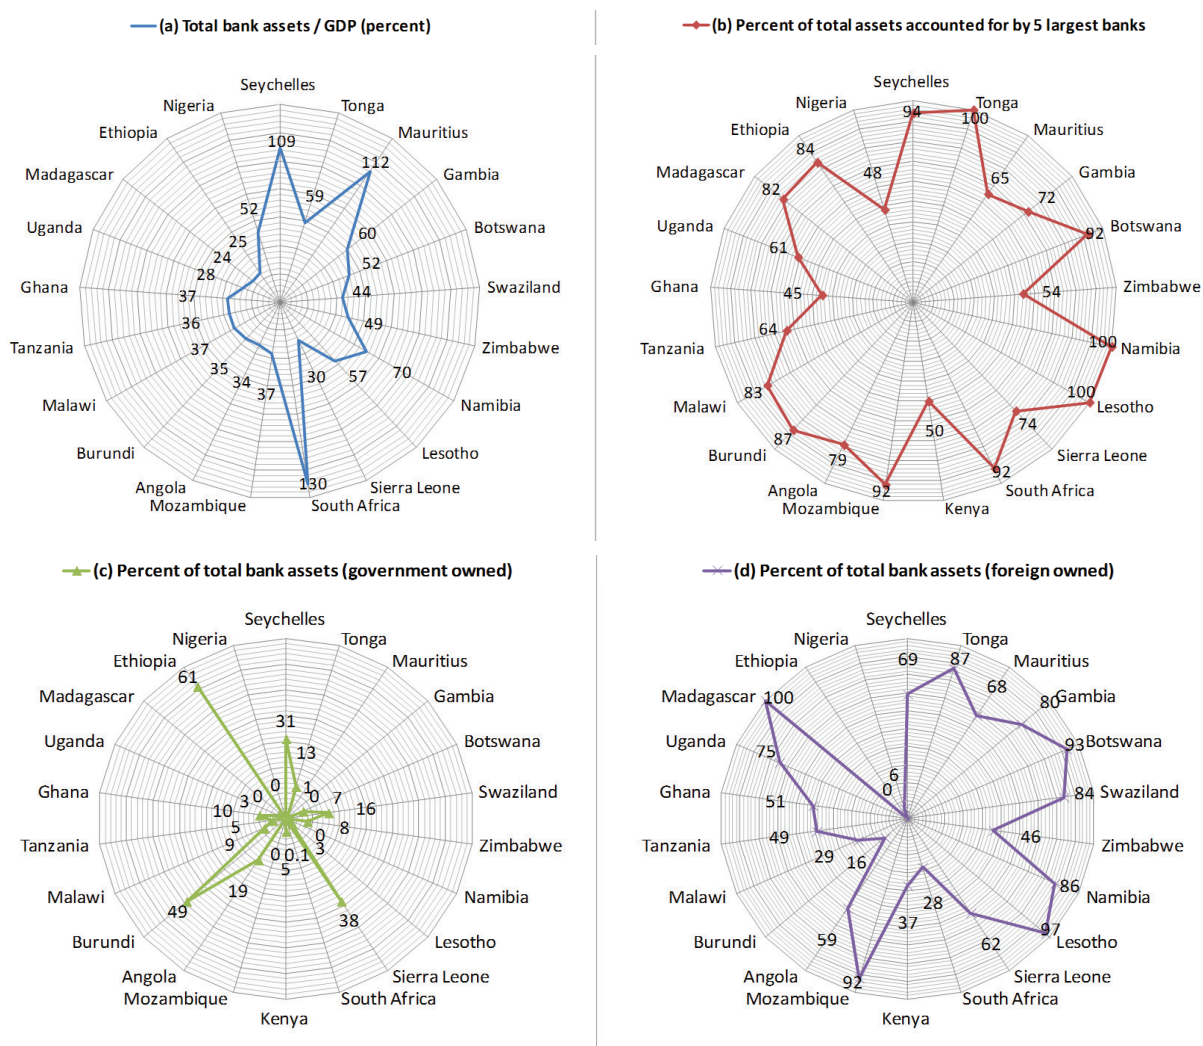 (a) Total bank assets / GDP (percent)
Seychelles
Nigeria
Tonga
Ethiopia
Mauritius
Madagascar
Gambia
Uganda
Botswana
Ghana
Swaziland
Tanzania
Zimbabwe
Malawi
Namibia
Burundi
Lesotho
Angola
Sierra Leone
Mozambique
South Africa
109
59
112
60
52
44
49
70
57
30
130
37
34
35
37
36
37
28
24
25
52
(b) Percent of total assets accounted for by 5 largest banks
Seychelles
Nigeria
Tonga
Ethiopia
Mauritius
Madagascar
Gambia
Uganda
Botswana
Ghana
Zimbabwe
Tanzania
Namibia
Malawi
Lesotho
Burundi
Sierra Leone
Angola
South Africa
Mozambique
Kenya
94
100
65
72
92
54
100
100
74
92
50
92
79
87
83
64
45
61
82
84
48
(c) Percent of total bank assets (government owned)
Seychelles
Nigeria
Tonga
Ethiopia
Mauritius
Madagascar
Gambia
Uganda
Botswana
Ghana
Swaziland
Tanzania
Zimbabwe
Malawi
Namibia
Burundi
Lesotho
Angola
Sierra Leone
Mozambique
South Africa
Kenya
31
13
1
0
7
16
8
0
3
38
0.1
5
0
19
49
9
5
10
3
0
61
0
(d) Percent of total bank assets (foreign owned)
Seychelles
Nigeria
Tonga
Ethiopia
Mauritius
Madagascar
Gambia
Uganda
Botswana
Ghana
Swaziland
Tanzania
Zimbabwe
Malawi
Namibia
Burundi
Lesotho
Angola
Sierra Leone
Mozambique
South Africa
Kenya
69
87
68
80
93
84
46
86
97
62
28
37
92
59
16
29
49
51
75
100
0
6